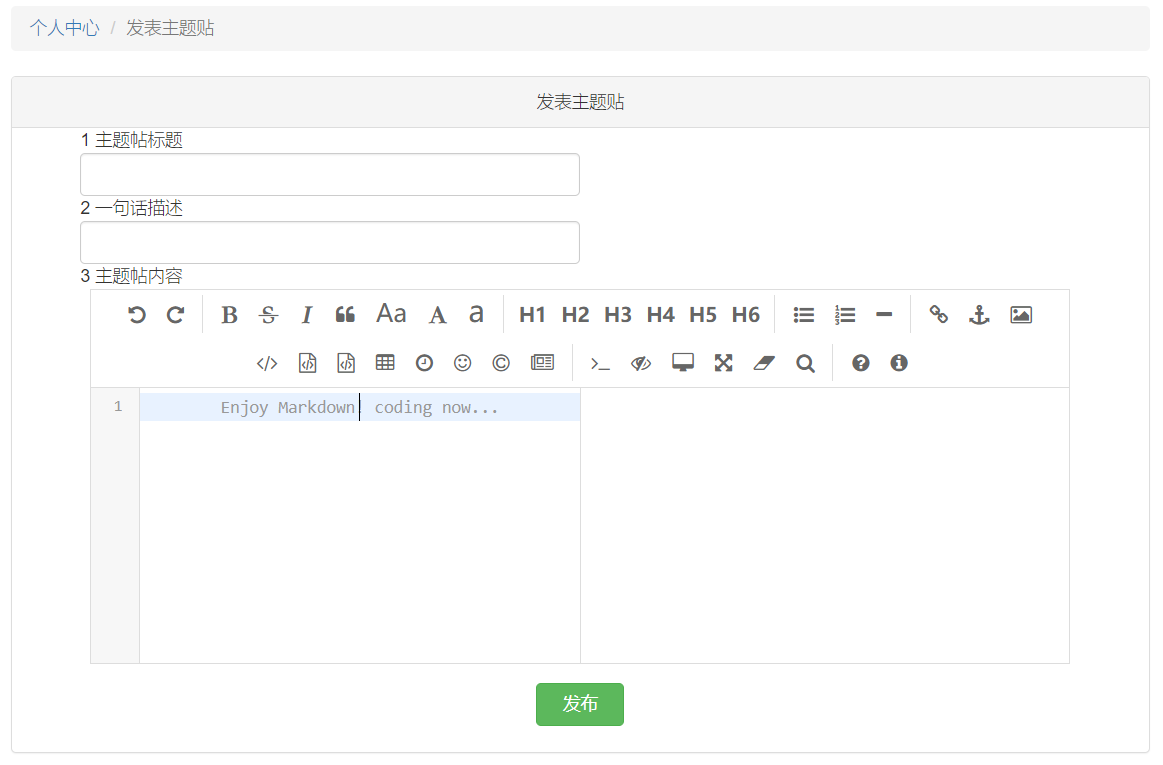 个人中心 / 发表主题贴
发表主题贴
1 主题帖标题
2 一句话描述
3 主题帖内容
B S I Aa A a H1 H2 H3 H4 H5 H6
1 Enjoy Markdown! coding now...
发布